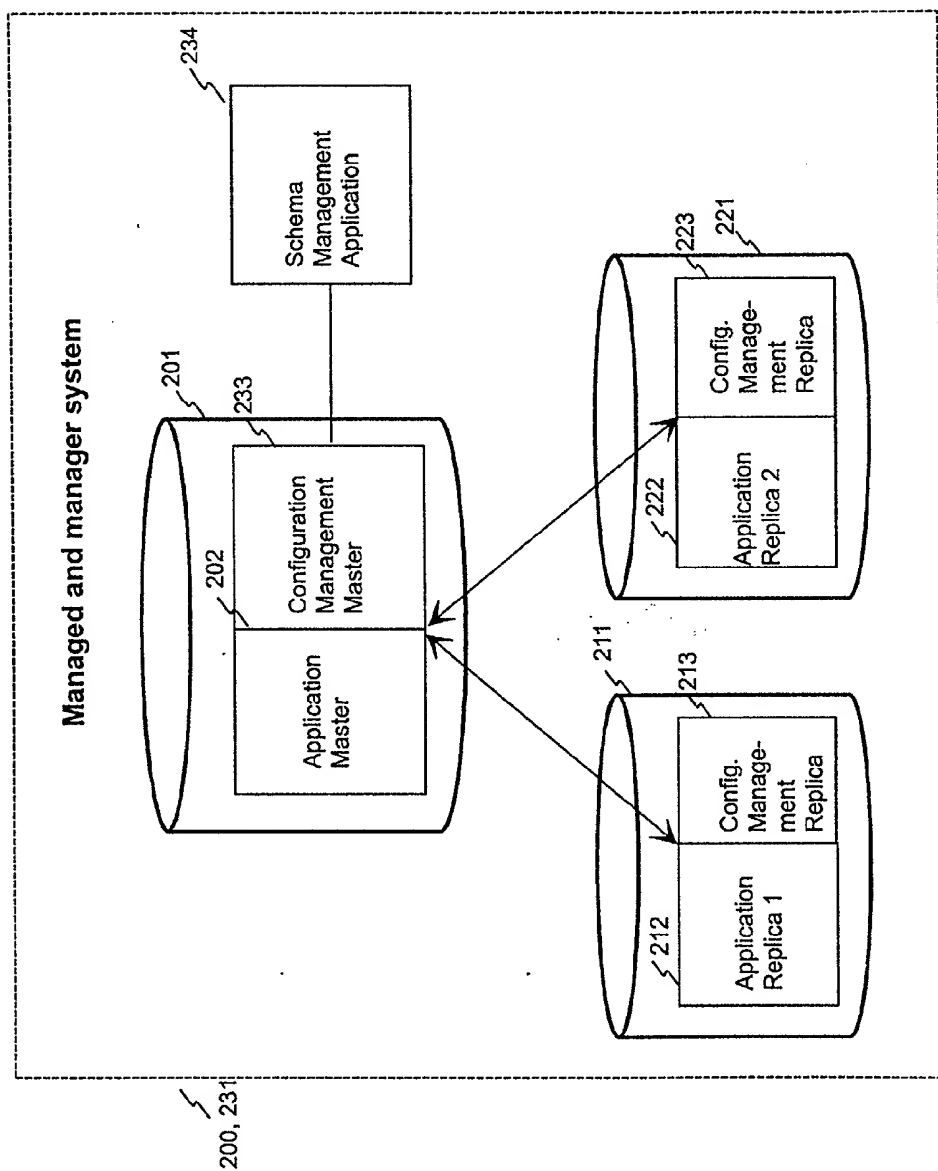 Managed and manager system
234
Schema
Management
Application
201
233
202
Application
Master
Configuration
Management
Master
211
213
212
Application
Replica 1
Config.
Manage-
ment
Replica
221
223
222
Application
Replica 2
Config.
Manage-
ment
Replica
200, 231